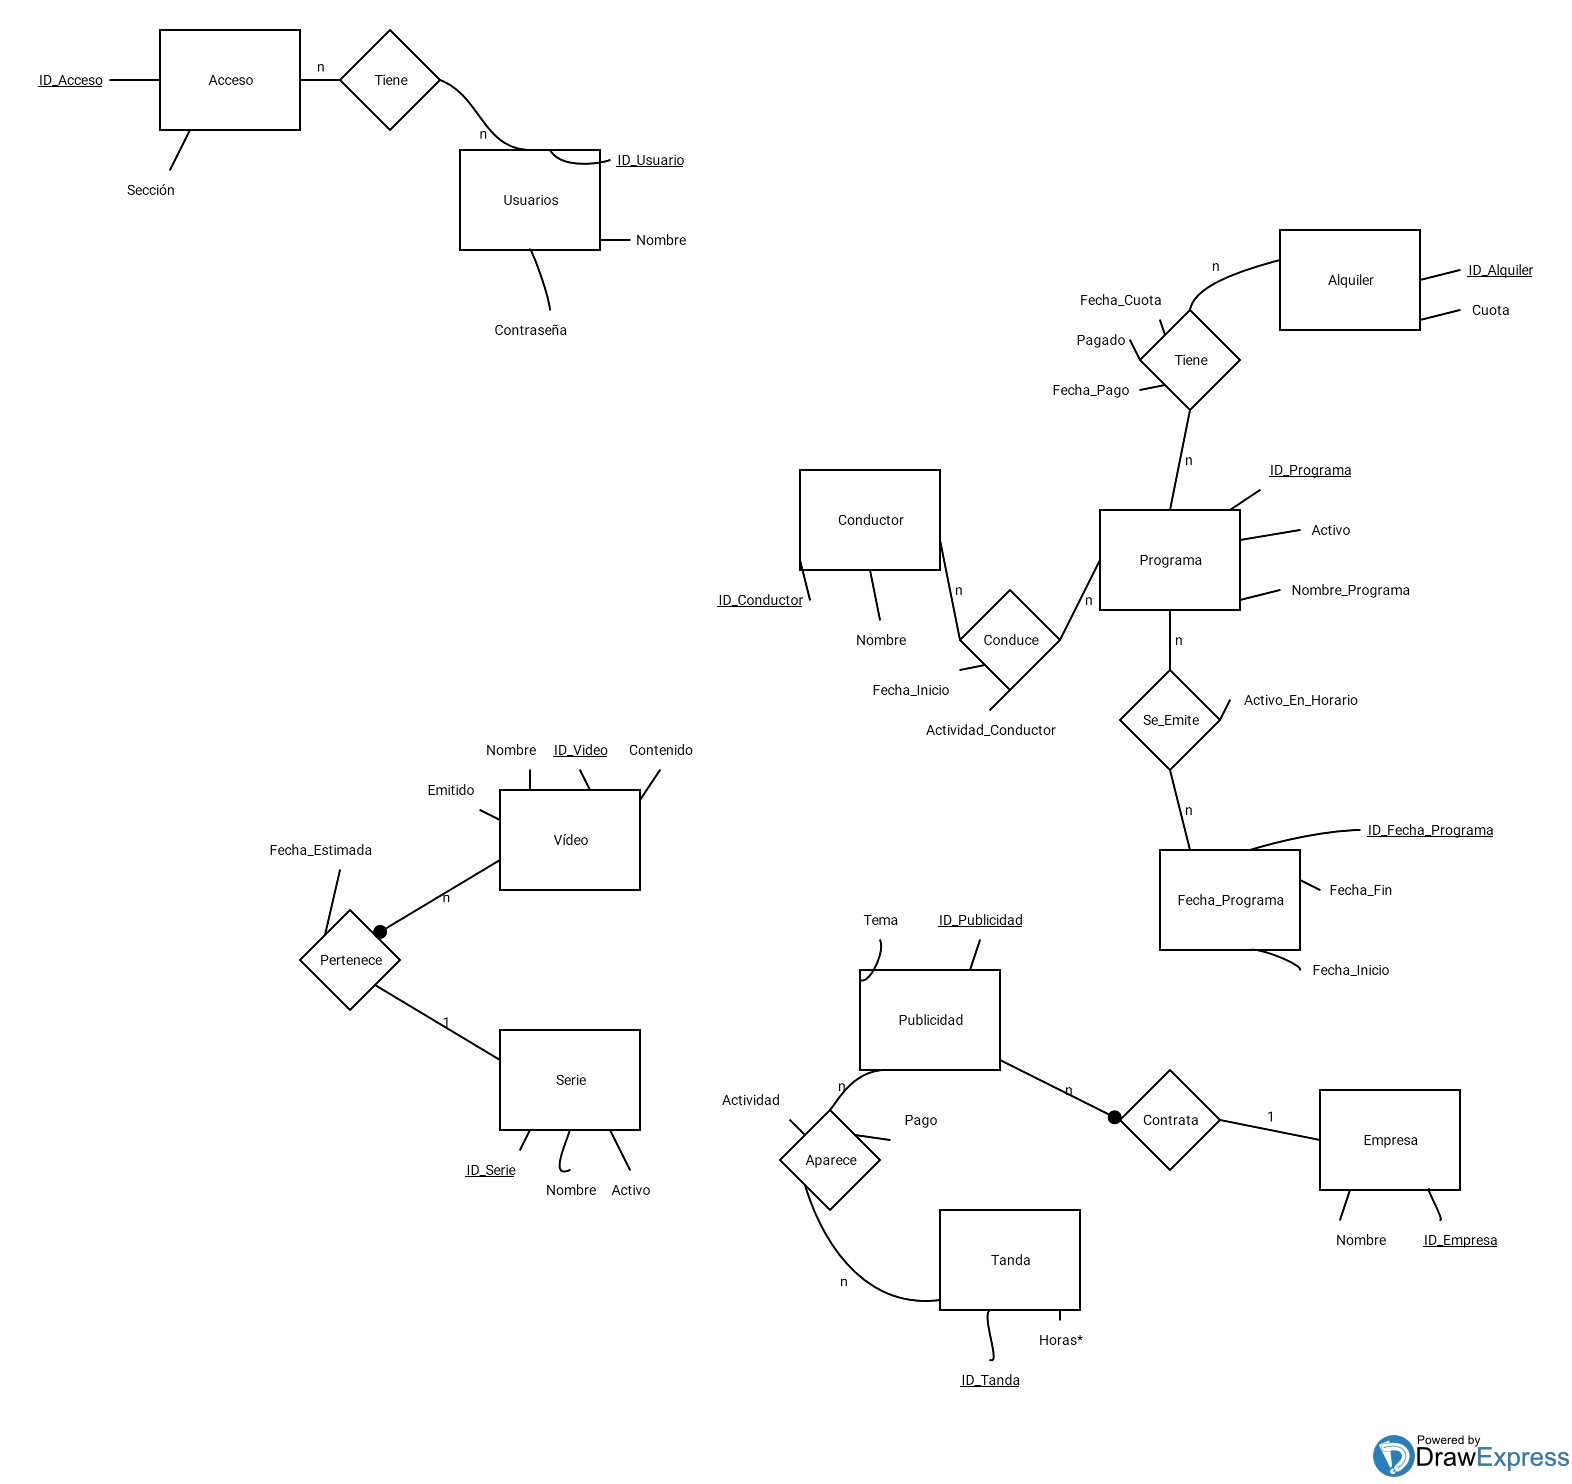 n
ID_Acceso
Acceso
Tiene
n
Sección
ID_Usuario
Usuarios
Nombre
Contraseña
n
Alquiler
ID_Alquiler
Cuota
Fecha_Cuota
Pagado
Tiene
Fecha_Pago
n
ID_Programa
Conductor
Programa
Activo
Nombre_Programa
n
n
ID_Conductor
Nombre
Conduce
Fecha_Inicio
Actividad_Conductor
n
Se_Emite
Activo_En_Horario
n
ID_Fecha_Programa
Fecha_Programa
Fecha_Fin
Fecha_Inicio
Nombre
ID_Video
Contenido
Emitido
Vídeo
Fecha_Estimada
n
Pertenece
1
Serie
ID_Serie
Nombre
Activo
Tema
ID_Publicidad
Publicidad
n
n
Actividad
Pago
Aparece
Contrata
1
Empresa
Nombre
ID_Empresa
n
Tanda
Horas*
ID_Tanda
Powered by
DrawExpress